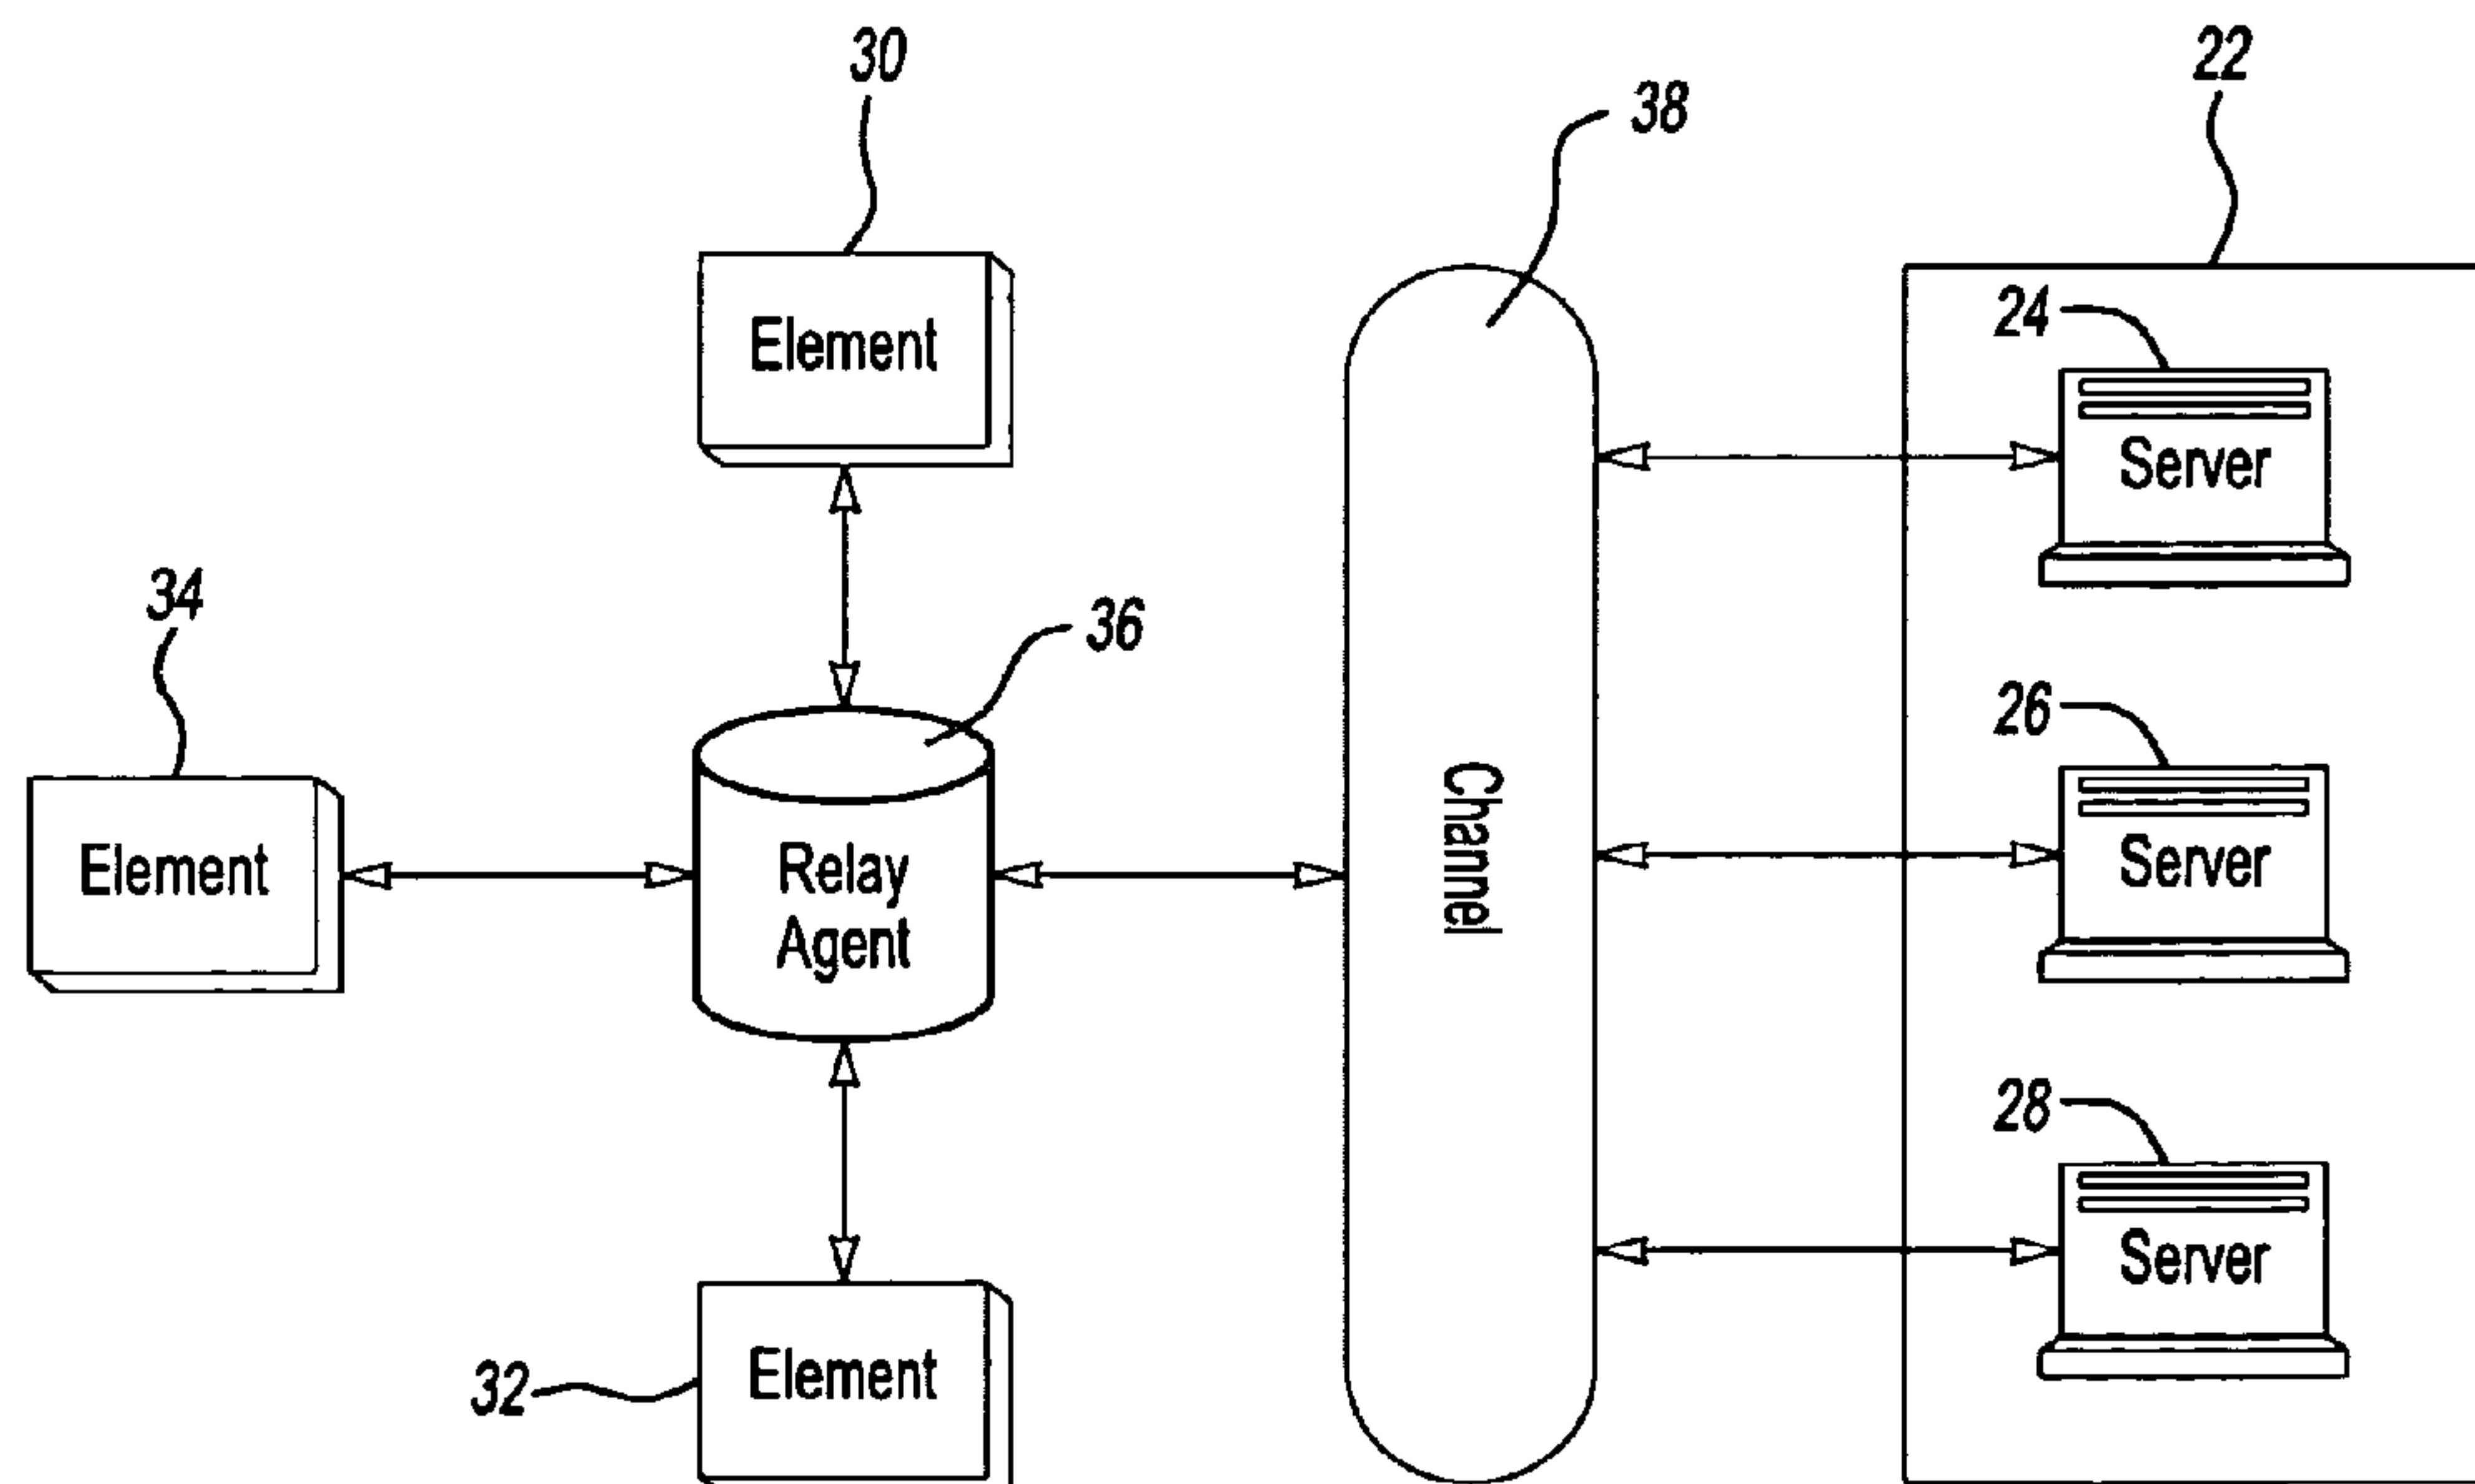 30
22
38
24
Element
Server
34
36
26
Element
Relay
Agent
Channel
Server
28
Server
32
Element